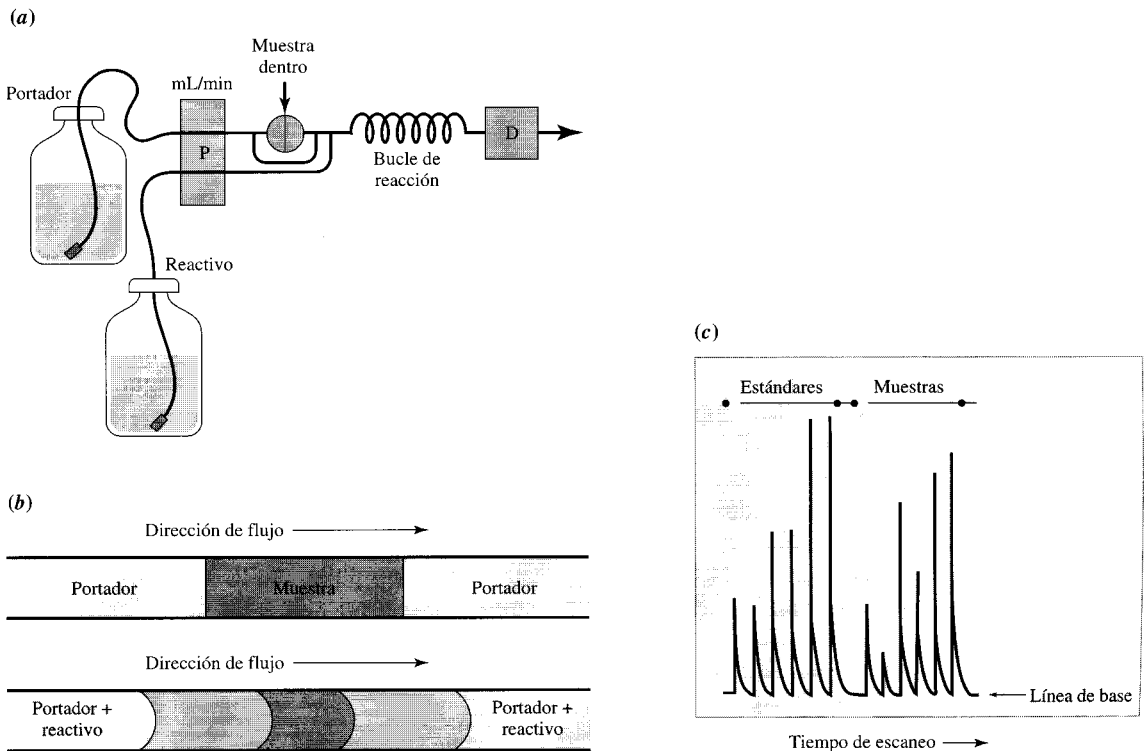 (a)
Muestra
dentro
mL/min
Portador
P
D
Bucle de
reacción
Reactivo
(b)
Dirección de flujo
Portador
Muestra
Portador
Dirección de flujo
Portador +
reactivo
Portador +
reactivo
(c)
Estándares
Muestras
Línea de base
Tiempo de escaneo